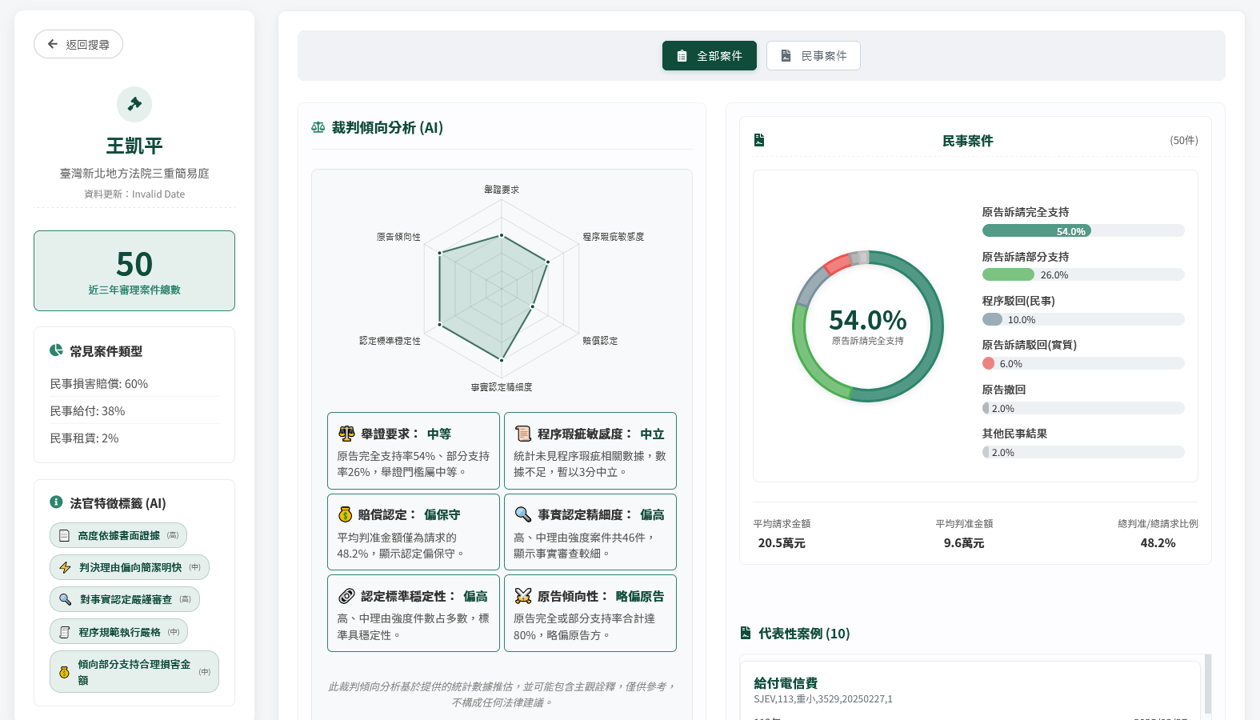 返回搜尋
王凱平
臺灣新北地方法院三重簡易庭
資料更新：Invalid Date
50
近三年審理案件總數
常見案件類型
民事損害賠償: 60%
民事給付: 38%
民事租賃: 2%
法官特徵標籤 (AI)
高度依據書面證據 (高)
判決理由偏向簡潔明快 (中)
對事實認定嚴謹審查 (高)
程序規範執行嚴格 (中)
傾向部分支持合理損害金
額 (中)
全部案件
民事案件
裁判傾向分析 (AI)
舉證要求
程序瑕疵敏感度
賠償認定
事實認定精細度
認定標準穩定性
原告傾向性
舉證要求： 中等
原告完全支持率54%、部分支持
率26%，舉證門檻屬中等。
程序瑕疵敏感度： 中立
統計未見程序瑕疵相關數據，數
據不足，暫以3分中立。
賠償認定： 偏保守
平均判准金額僅為請求的
48.2%，顯示認定偏保守。
事實認定精細度： 偏高
高、中理由強度案件共46件，
顯示事實審查較細。
認定標準穩定性： 偏高
高、中理由強度件數占多數，標
準具穩定性。
原告傾向性： 略偏原告
原告完全或部分支持率合計達
80%，略偏原告方。
此裁判傾向分析基於提供的統計數據推估，並可能包含主觀詮釋，僅供參考，
不構成任何法律建議。
民事案件
(50件)
54.0%
原告訴請完全支持
原告訴請完全支持
54.0%
原告訴請部分支持
26.0%
程序駁回(民事)
10.0%
原告訴請駁回(實質)
6.0%
原告撤回
2.0%
其他民事結果
2.0%
平均請求金額
20.5萬元
平均判准金額
9.6萬元
總判准/總請求比例
48.2%
代表性案例 (10)
給付電信費
SJEV,113,重小,3529,20250227,1